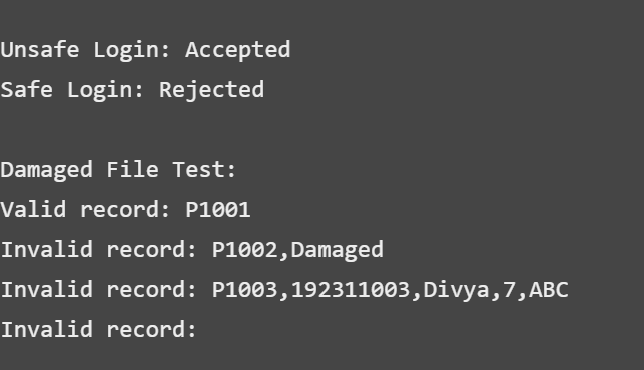 Unsafe Login: Accepted
Safe Login: Rejected
Damaged File Test:
Valid record: P1001
Invalid record: P1002,Damaged
Invalid record: P1003,192311003,Divya,7,ABC
Invalid record: